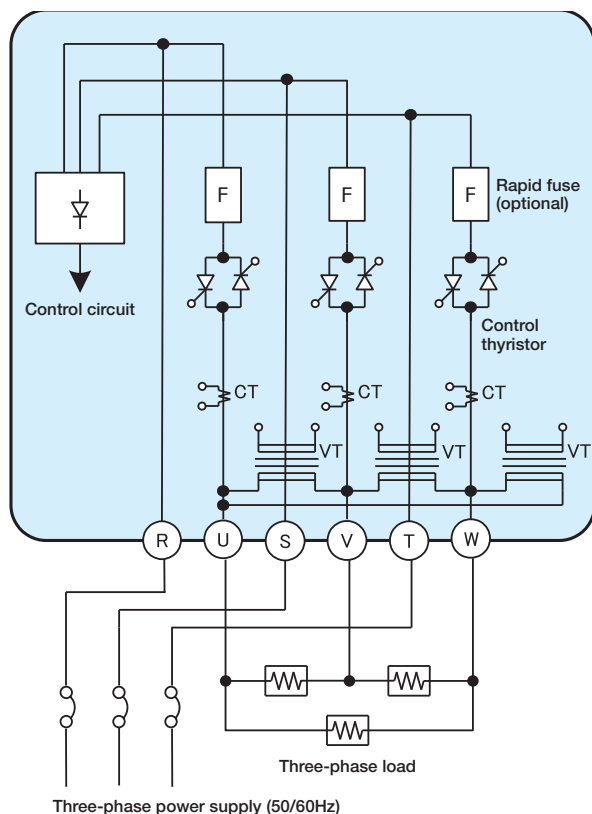 F
F
F
Rapid fuse
(optional)
Control circuit
Control
thyristor
CT
CT
CT
VT
VT
VT
R
U
S
V
T
W
Three-phase load
Three-phase power supply (50/60Hz)